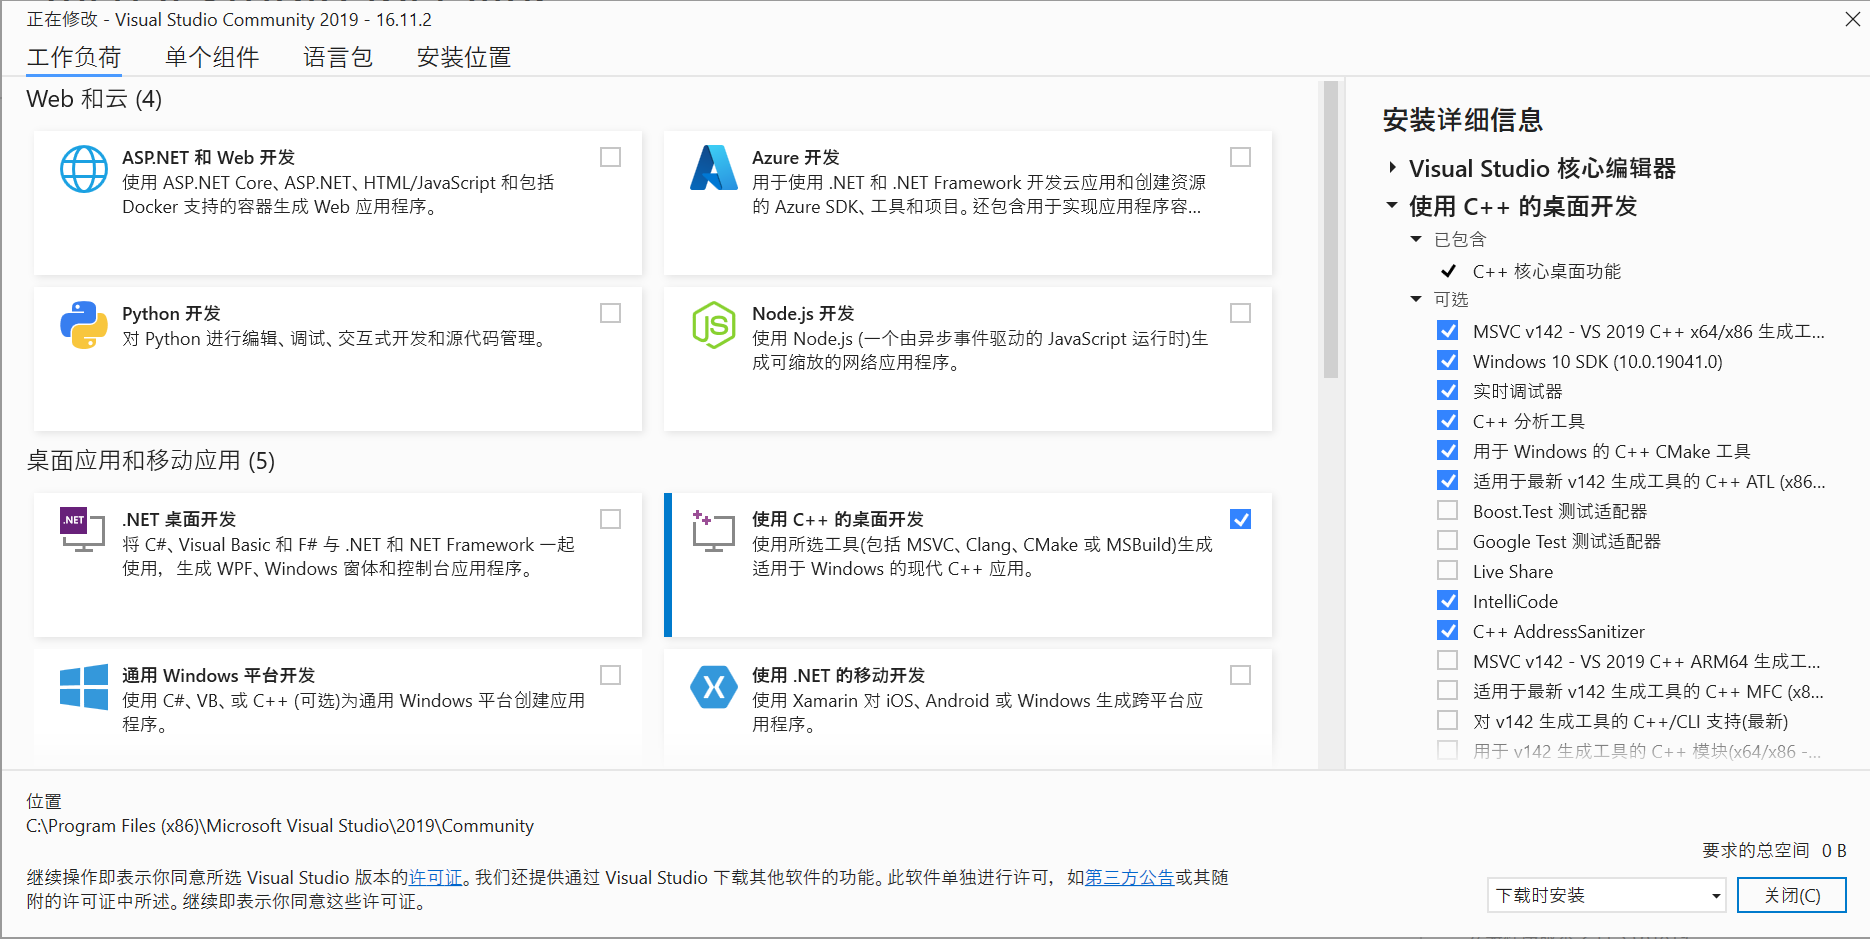 正在修改 - Visual Studio Community 2019 - 16.11.2
工作负荷 单个组件 语言包 安装位置
Web 和云 (4)
ASP.NET 和 Web 开发
使用 ASP.NET Core、ASP.NET、HTML/JavaScript 和包括
Docker 支持的容器生成 Web 应用程序。
Azure 开发
用于使用 .NET 和 .NET Framework 开发云应用和创建资源
的 Azure SDK、工具和项目。还包含用于实现应用程序容...
Python 开发
对 Python 进行编辑、调试、交互式开发和源代码管理。
JS
Node.js 开发
使用 Node.js (一个由异步事件驱动的 JavaScript 运行时)生
成可缩放的网络应用程序。
桌面应用和移动应用 (5)
.NET
.NET 桌面开发
将 C#、Visual Basic 和 F# 与 .NET 和 NET Framework 一起
使用，生成 WPF、Windows 窗体和控制台应用程序。
使用 C++ 的桌面开发
使用所选工具(包括 MSVC、Clang、CMake 或 MSBuild)生成
适用于 Windows 的现代 C++ 应用。
通用 Windows 平台开发
使用 C#、VB、或 C++ (可选)为通用 Windows 平台创建应用
程序。
使用 .NET 的移动开发
使用 Xamarin 对 iOS、Android 或 Windows 生成跨平台应
用程序。
安装详细信息
Visual Studio 核心编辑器
使用 C++ 的桌面开发
已包含
C++ 核心桌面功能
可选
MSVC v142 - VS 2019 C++ x64/x86 生成工...
Windows 10 SDK (10.0.19041.0)
实时调试器
C++ 分析工具
用于 Windows 的 C++ CMake 工具
适用于最新 v142 生成工具的 C++ ATL (x86...
Boost.Test 测试适配器
Google Test 测试适配器
Live Share
IntelliCode
C++ AddressSanitizer
MSVC v142 - VS 2019 C++ ARM64 生成工...
适用于最新 v142 生成工具的 C++ MFC (x8...
对 v142 生成工具的 C++/CLI 支持(最新)
用于 v142 生成工具的 C++ 模块(x64/x86 -...
位置
C:\Program Files (x86)\Microsoft Visual Studio\2019\Community
继续操作即表示你同意所选 Visual Studio 版本的许可证。我们还提供通过 Visual Studio 下载其他软件的功能。此软件单独进行许可，如第三方公告或其随
附的许可证中所述。继续即表示你同意这些许可证。
要求的总空间 0 B
下载时安装
关闭(C)